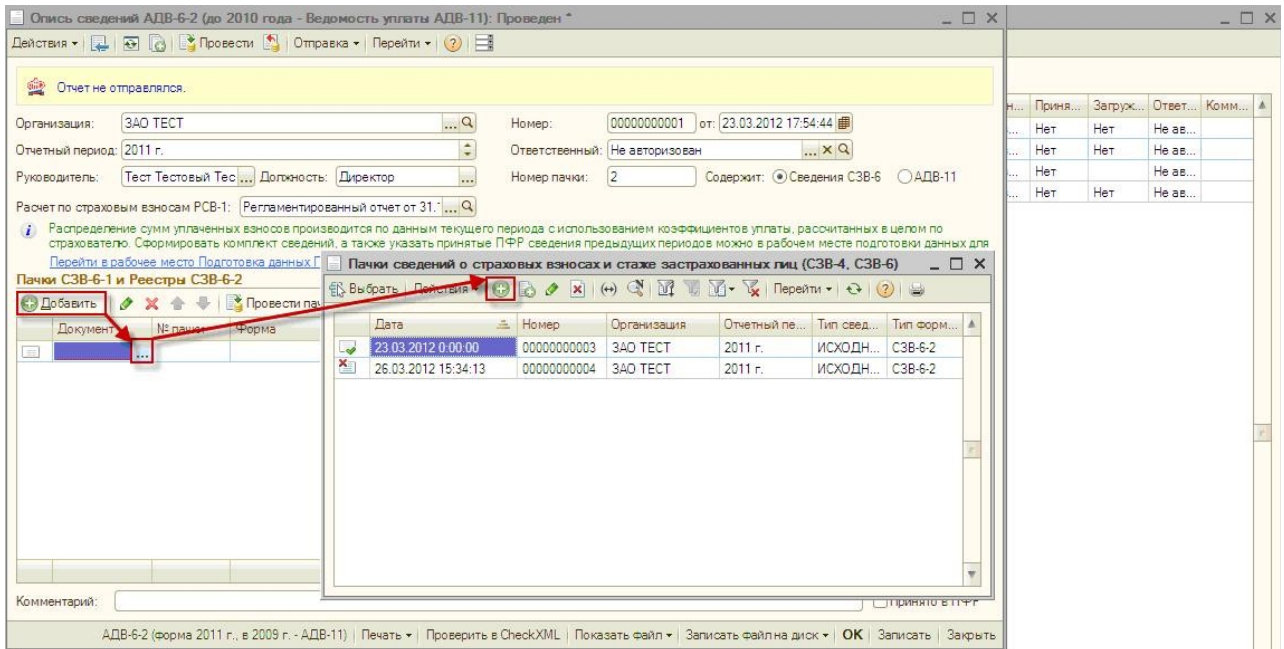 Опись сведений АДВ-6-2 (до 2010 года - Ведомость уплаты АДВ-11): Проведен *
Действия Провести Отправка Перейти
Отчет не отправлялся.
Организация: ЗАО ТЕСТ ... Номер: 00000000001 от: 23.03.2012 17:54:44
Отчетный период: 2011 г. Ответственный: Не авторизован ... x
Руководитель: Тест Тестовый Тес ... Должность: Директор ... Номер пачки: 2 Содержит: Сведения СЗВ-6 АДВ-11
Расчет по страховым взносам РСВ-1: Регламентированный отчет от 31. ...
Распределение сумм уплаченных взносов производится по данным текущего периода с использованием коэффициентов уплаты, рассчитанных в целом по
страхователю. Сформировать комплект сведений, а также указать принятые ПФР сведения предыдущих периодов можно в рабочем месте подготовки данных для
Перейти в рабочее место Подготовка данных П
Пачки СЗВ-6-1 и Реестры СЗВ-6-2
Добавить Провести пач
Документ № пачки Форма
...
Комментарий: Принято в ПФР
АДВ-6-2 (форма 2011 г., в 2009 г. - АДВ-11) Печать Проверить в CheckXML Показать файл Записать файл на диск OK Записать Закрыть
Пачки сведений о страховых взносах и стаже застрахованных лиц (СЗВ-4, СЗВ-6)
Выбрать Действия Перейти
Дата Номер Организация Отчетный пе... Тип свед... Тип форм...
23.03.2012 0:00:00 00000000003 ЗАО ТЕСТ 2011 г. ИСХОДН... СЗВ-6-2
26.03.2012 15:34:13 00000000004 ЗАО ТЕСТ 2011 г. ИСХОДН... СЗВ-6-2
н... Приня... Загруж... Ответ... Комм...
... Нет Нет Не ав...
... Нет Нет Не ав...
... Нет Не ав...
... Нет Нет Не ав...